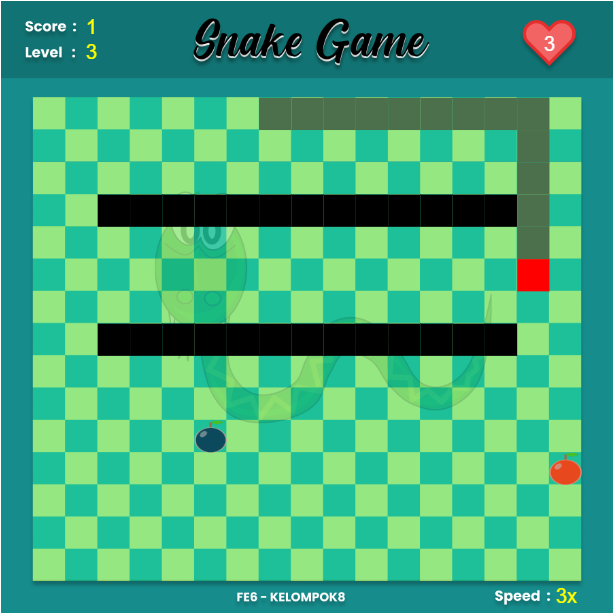 Score : 1
Level : 3
Snake Game
3
FE6 - KELOMPOK8
Speed : 3x